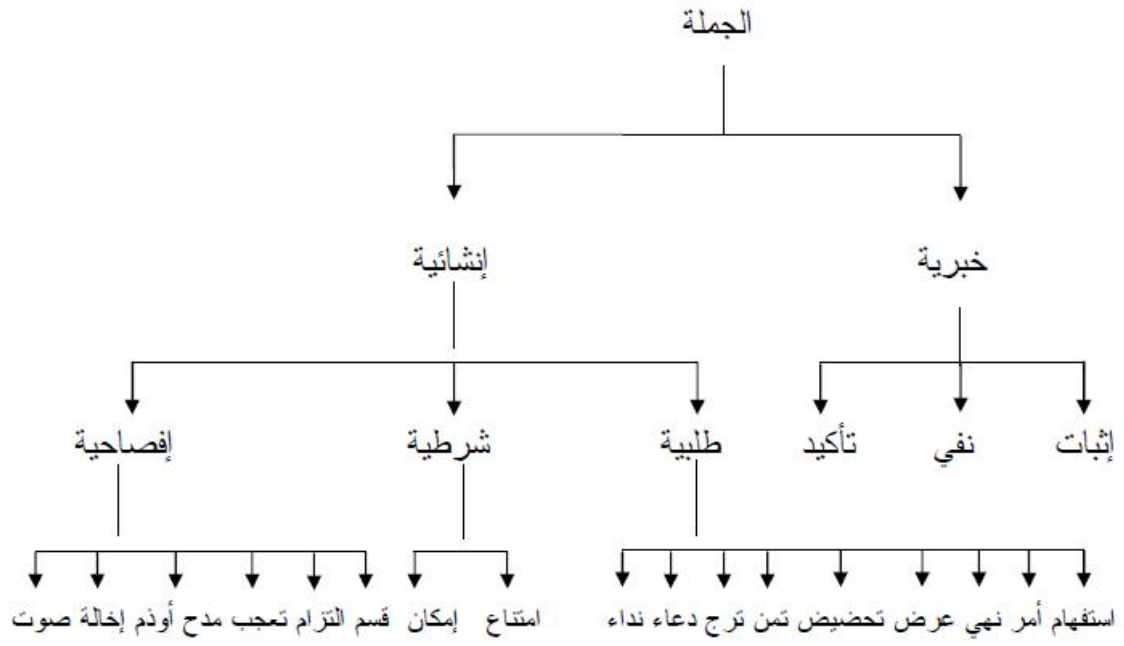 الجملة
خبرية إنشائية
إثبات نفي تأكيد طلبية شرطية إفصاحية
استفهام أمر نهي عرض تحضيض تمن ترج دعاء نداء امتناع إمكان قسم التزام تعجب مدح أوذم إخالة صوت